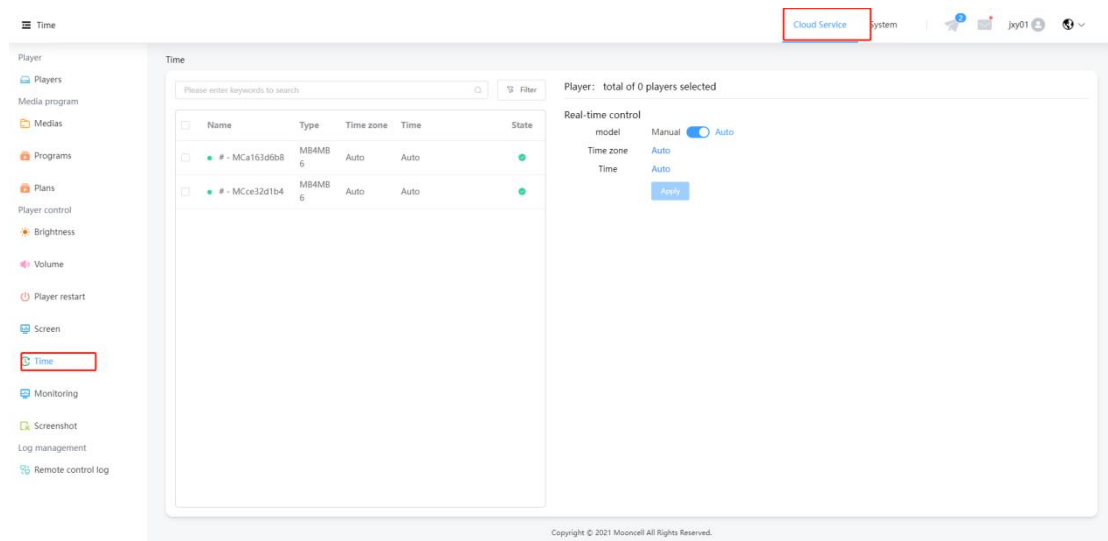 Time
Cloud Service
System
2
jxy01
Player
Players
Media program
Medias
Programs
Plans
Player control
Brightness
Volume
Player restart
Screen
Time
Monitoring
Screenshot
Log management
Remote control log
Time
Please enter keywords to search
Filter
Name Type Time zone Time State
# - MCa163d6b8 MB4MB Auto Auto
6
# - MCce32d1b4 MB4MB Auto Auto
6
Player: total of 0 players selected
Real-time control
model Manual Auto
Time zone Auto
Time Auto
Apply
Copyright © 2021 Mooncell All Rights Reserved.